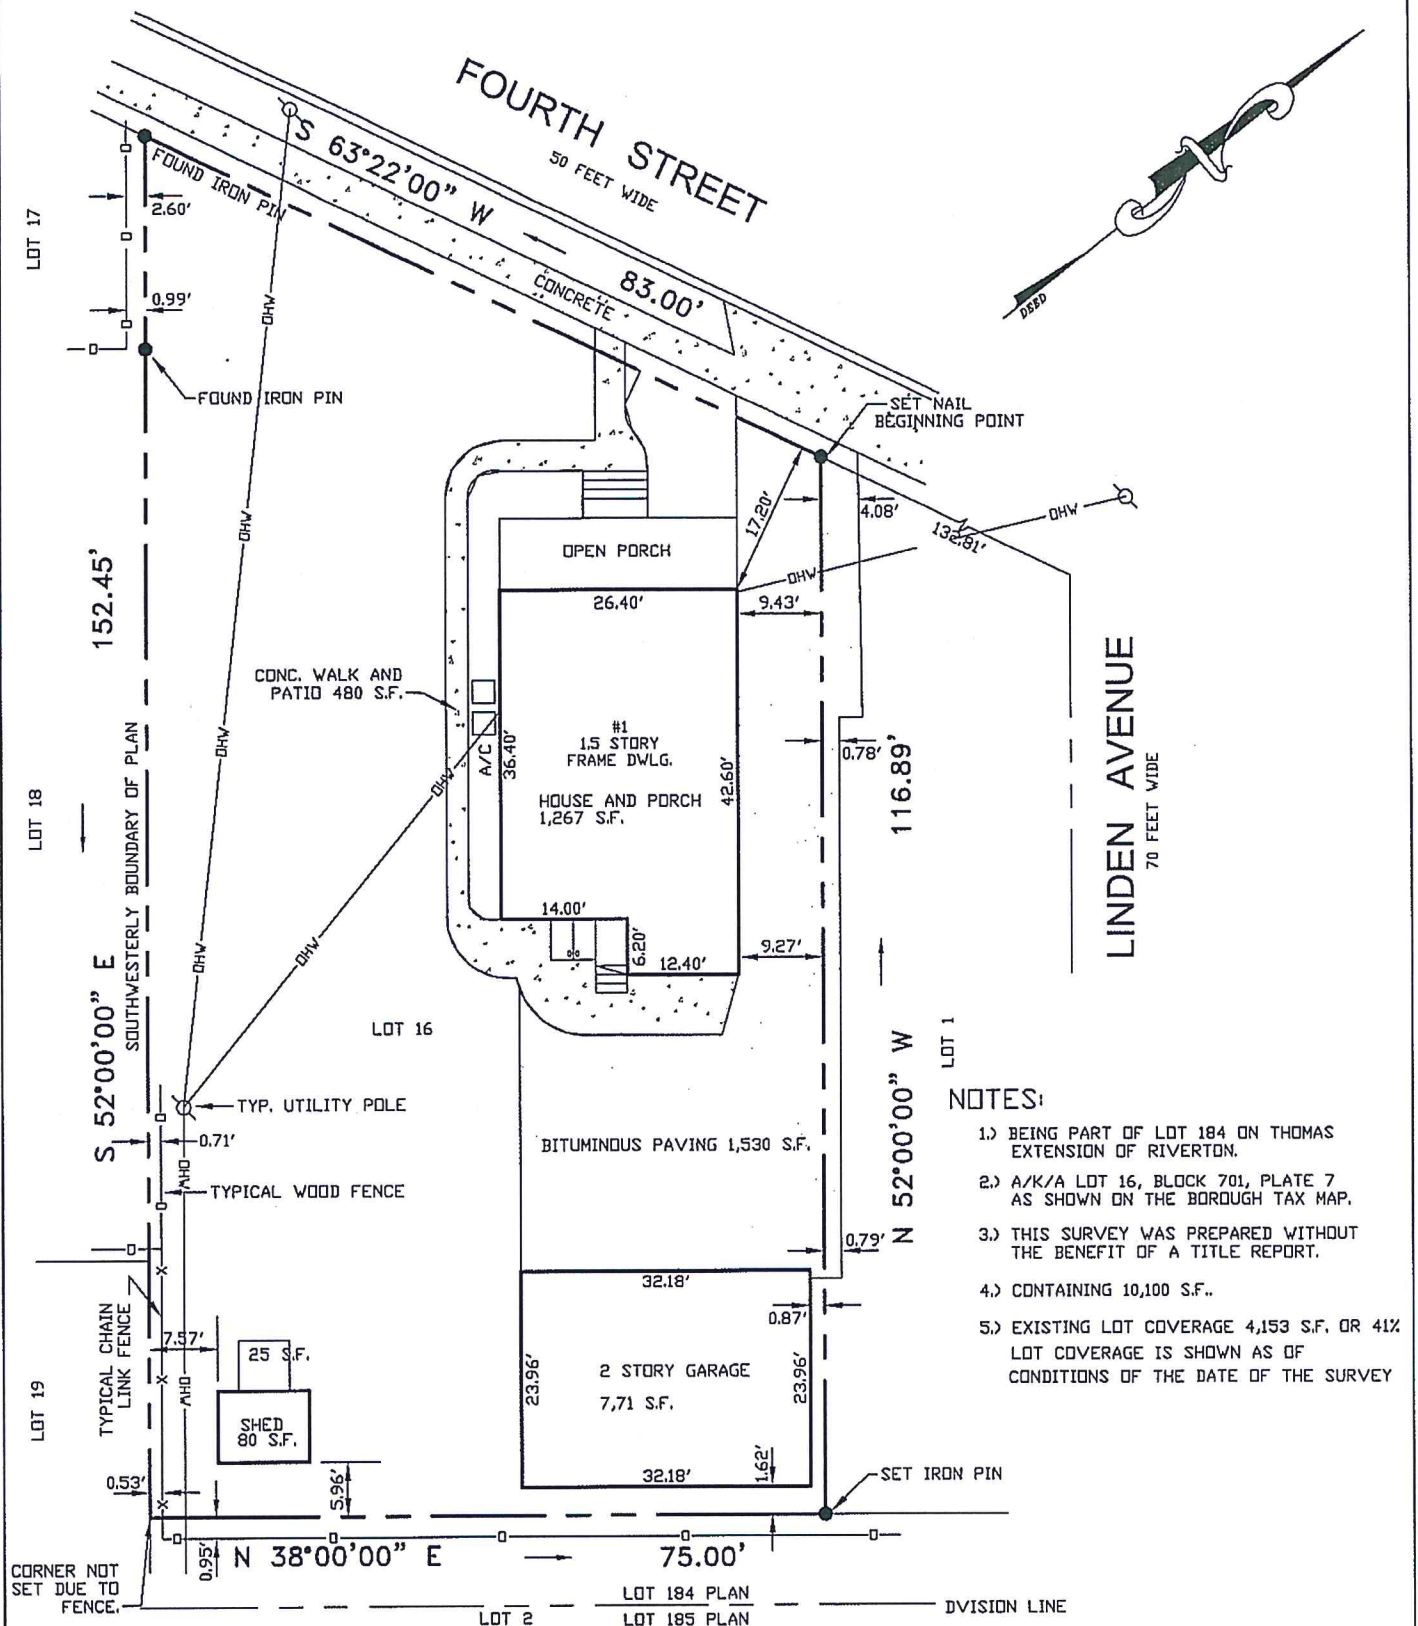 FOURTH STREET
50 FEET WIDE
S 63°22'00" W
83.00'
CONCRETE
FOUND IRON PIN
2.60'
0.99'
LOT 17
OHW
FOUND IRON PIN
DEED
SET NAIL
BEGINNING POINT
17.20'
4.08'
OHW
132.81'
OHW
OHW
OPEN PORCH
26.40'
9.43'
152.45'
CONC. WALK AND
PATIO 480 S.F.
A/C
36.40'
#1
1.5 STORY
FRAME DWLG.
HOUSE AND PORCH
1,267 S.F.
42.60'
0.78'
116.89'
LINDEN AVENUE
70 FEET WIDE
OHW
OHW
LOT 18
SOUTHWESTERLY BOUNDARY OF PLAN
S 52°00'00" E
14.00'
6.20'
12.40'
9.27'
OHW
OHW
LOT 16
N 52°00'00" W
LOT 1
TYP. UTILITY POLE
0.71'
OHW
TYPICAL WOOD FENCE
BITUMINOUS PAVING 1,530 S.F.
0.79'
NOTES:
1.) BEING PART OF LOT 184 ON THOMAS
EXTENSION OF RIVERTON.
2.) A/K/A LOT 16, BLOCK 701, PLATE 7
AS SHOWN ON THE BOROUGH TAX MAP.
3.) THIS SURVEY WAS PREPARED WITHOUT
THE BENEFIT OF A TITLE REPORT.
4.) CONTAINING 10,100 S.F..
5.) EXISTING LOT COVERAGE 4,153 S.F. OR 41%
LOT COVERAGE IS SHOWN AS OF
CONDITIONS OF THE DATE OF THE SURVEY
TYPICAL CHAIN
LINK FENCE
7.57'
OHW
25 S.F.
SHED
80 S.F.
LOT 19
32.18'
0.87'
23.96'
2 STORY GARAGE
7,71 S.F.
23.96'
32.18'
1.62'
SET IRON PIN
0.53'
5.96'
0.95'
N 38°00'00" E
75.00'
CORNER NOT
SET DUE TO
FENCE.
LOT 184 PLAN
LOT 2
LOT 185 PLAN
DVISION LINE